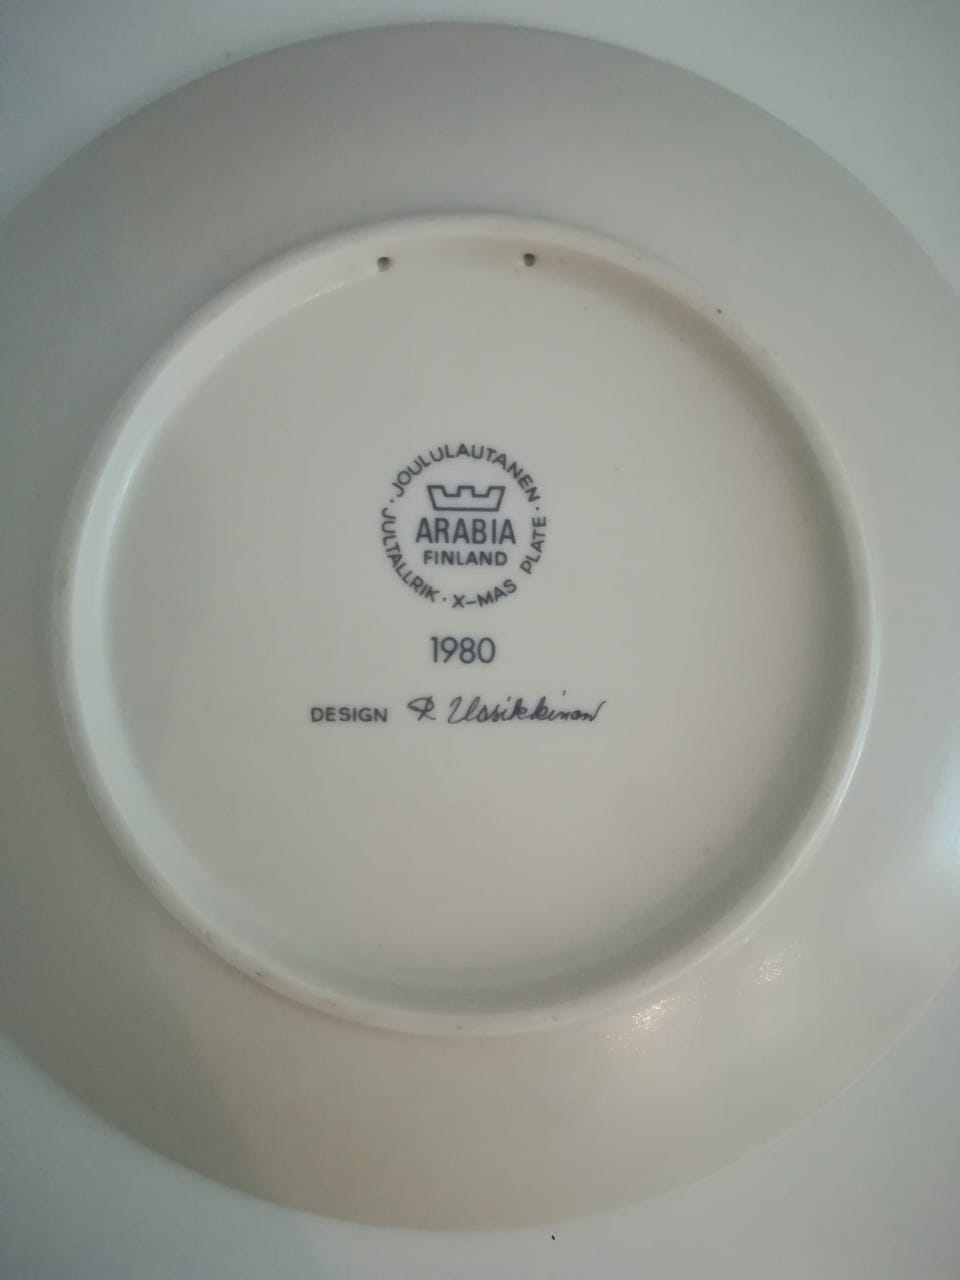 JOULULAUTANEN · X-MAS PLATE · JULTALLRIK ·
ARABIA
FINLAND
1980
DESIGN R Uosikkinen